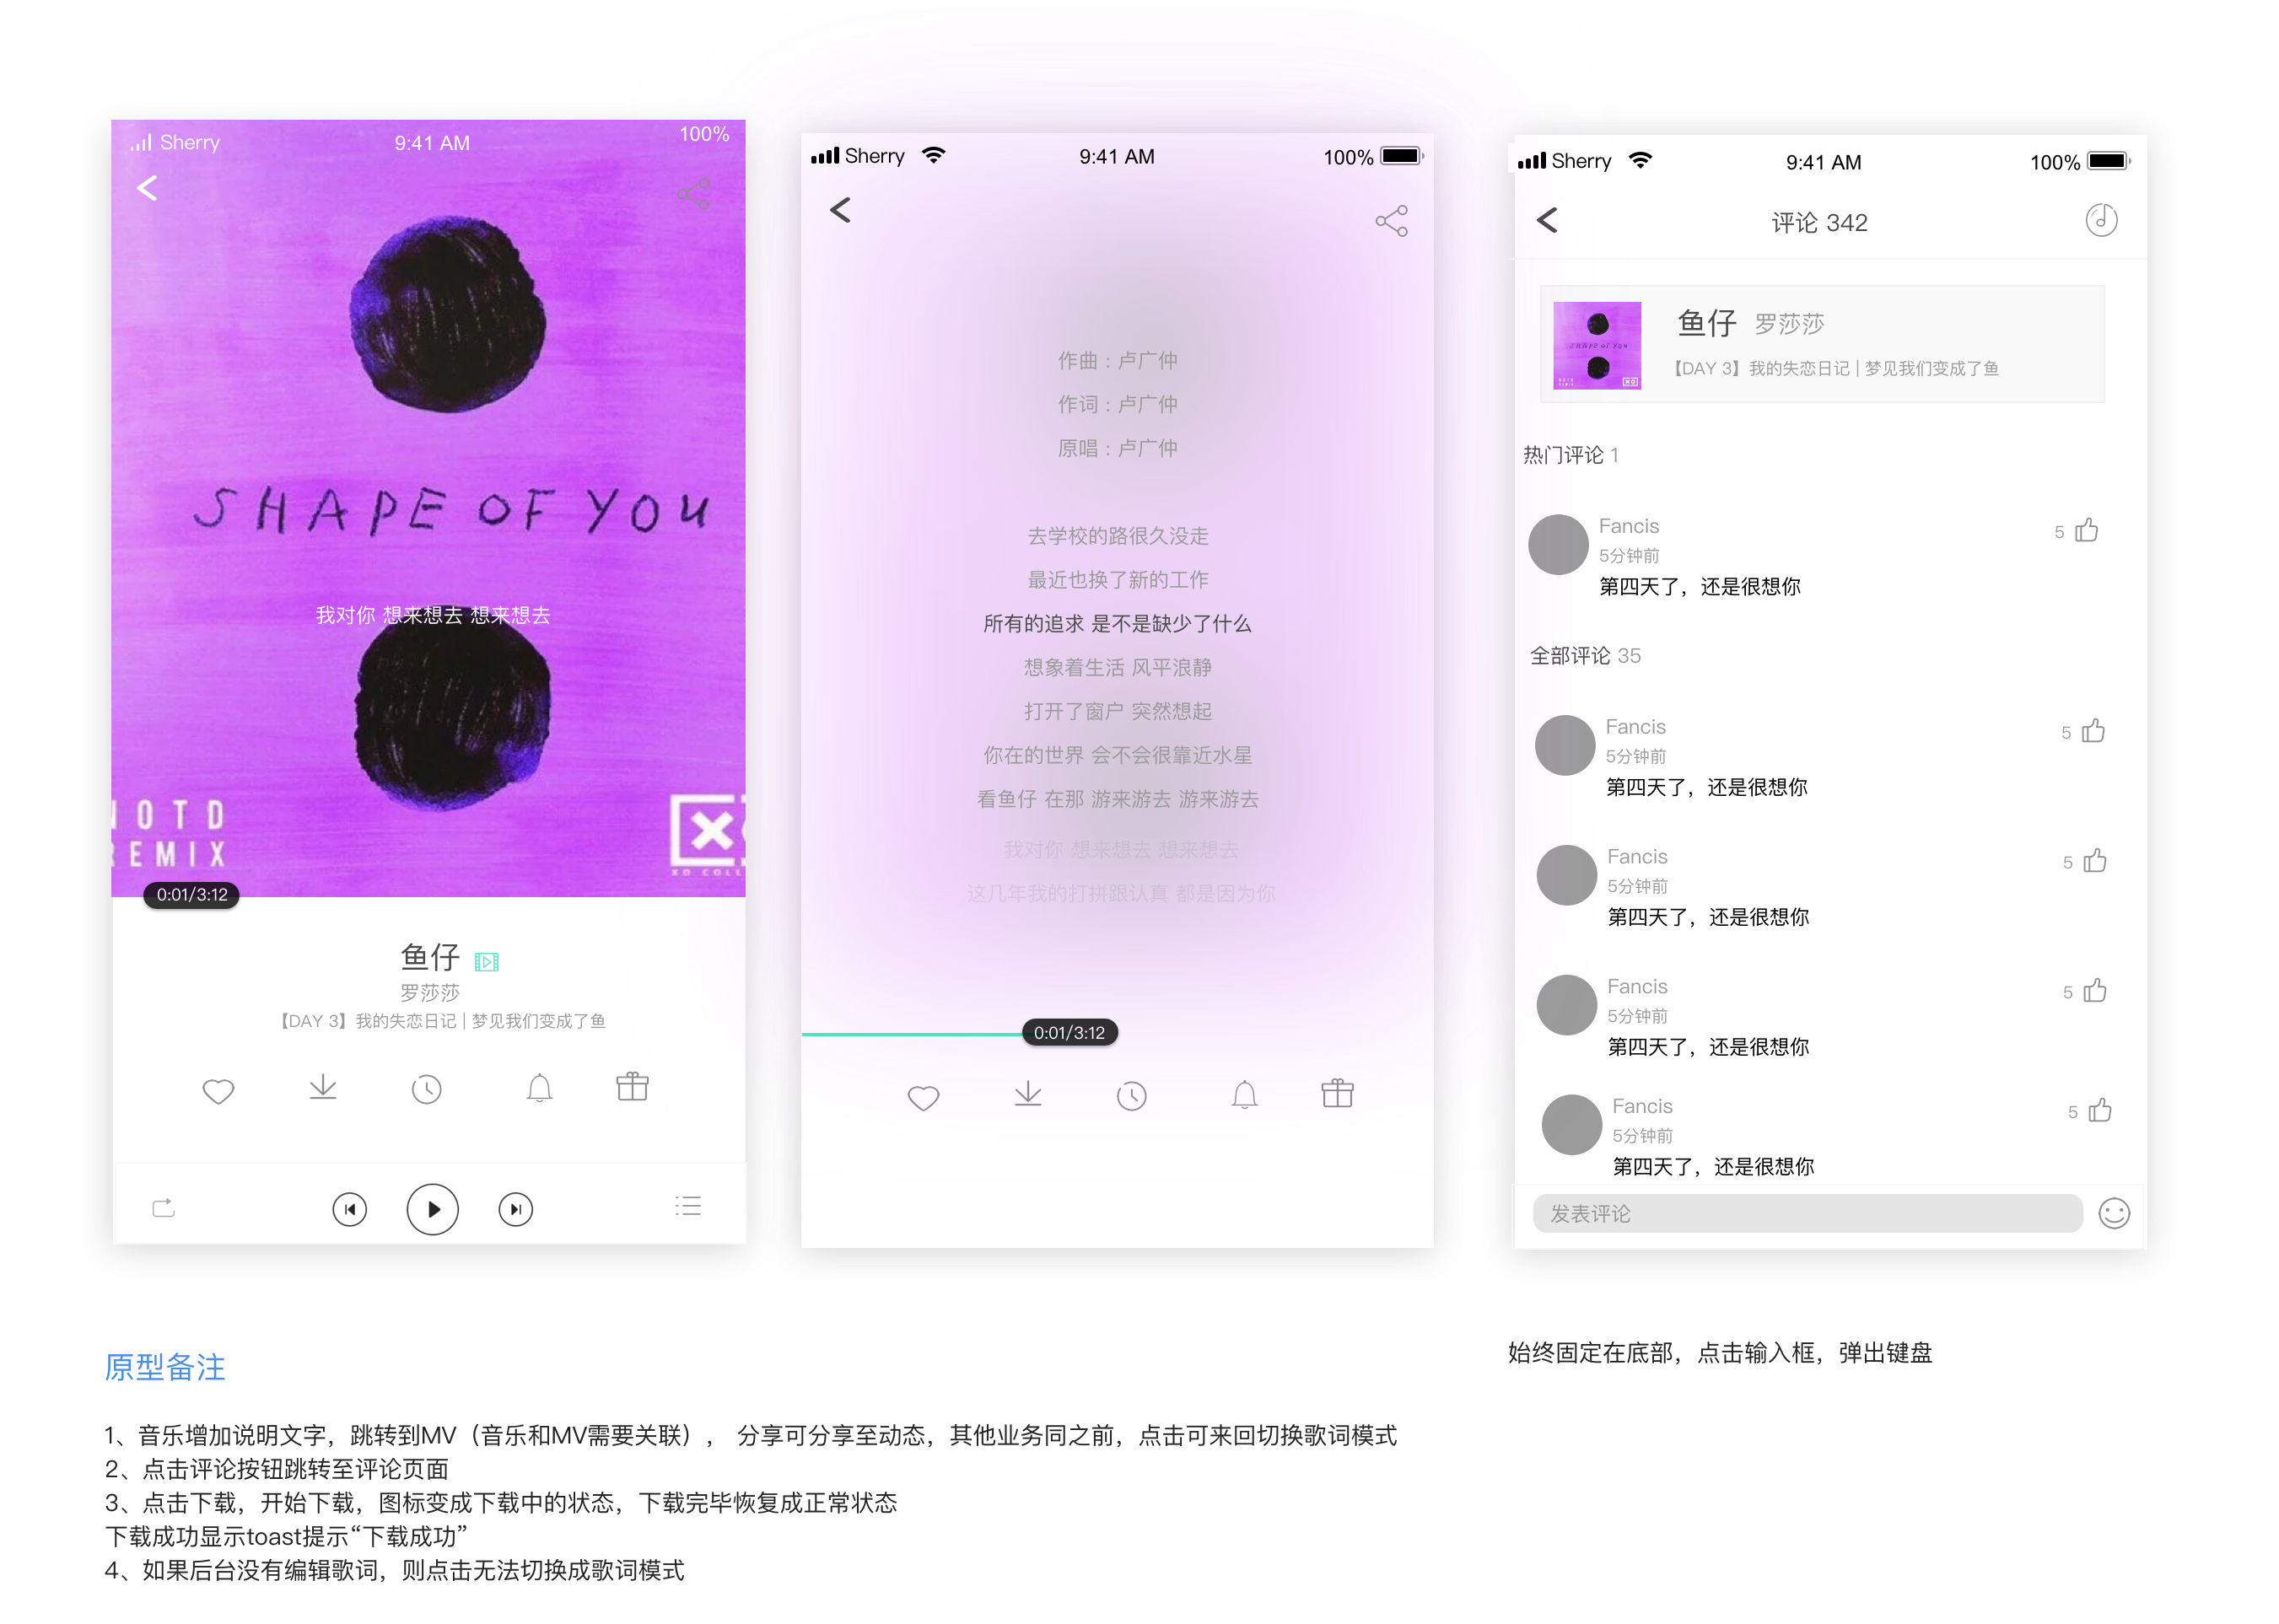 Sherry
9:41 AM
100%
SHAPE OF YOU
我对你 想来想去 想来想去
NOTD
REMIX
XO COLL
0:01/3:12
鱼仔
罗莎莎
【DAY 3】我的失恋日记 | 梦见我们变成了鱼
Sherry
9:41 AM
100%
作曲：卢广仲
作词：卢广仲
原唱：卢广仲
去学校的路很久没走
最近也换了新的工作
所有的追求 是不是缺少了什么
想象着生活 风平浪静
打开了窗户 突然想起
你在的世界 会不会很靠近水星
看鱼仔 在那 游来游去 游来游去
我对你 想来想去 想来想去
这几年我的打拼跟认真 都是因为你
0:01/3:12
Sherry
9:41 AM
100%
评论 342
SHAPE OF YOU
NOTD
REMIX
XO
鱼仔 罗莎莎
【DAY 3】我的失恋日记 | 梦见我们变成了鱼
热门评论 1
Fancis
5
5分钟前
第四天了，还是很想你
全部评论 35
Fancis
5
5分钟前
第四天了，还是很想你
Fancis
5
5分钟前
第四天了，还是很想你
Fancis
5
5分钟前
第四天了，还是很想你
Fancis
5
5分钟前
第四天了，还是很想你
发表评论
始终固定在底部，点击输入框，弹出键盘
原型备注
1、音乐增加说明文字，跳转到MV（音乐和MV需要关联）， 分享可分享至动态，其他业务同之前，点击可来回切换歌词模式
2、点击评论按钮跳转至评论页面
3、点击下载，开始下载，图标变成下载中的状态，下载完毕恢复成正常状态
下载成功显示toast提示“下载成功”
4、如果后台没有编辑歌词，则点击无法切换成歌词模式